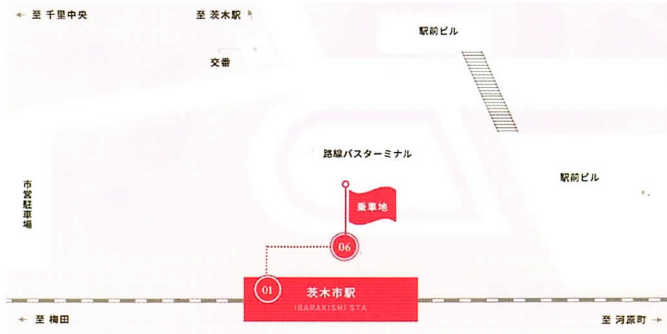 ← 至 千里中央
至 茨木駅
駅前ビル
交番
路線バスターミナル
駅前ビル
市営駐車場
乗車地
06
01
茨木市駅
IBARAKISHI STA
← 至 梅田
至 河原町 →